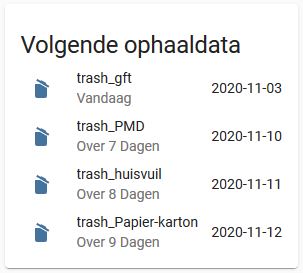 Volgende ophaaldata
trash_gft
Vandaag
2020-11-03
trash_PMD
Over 7 Dagen
2020-11-10
trash_huisvuil
Over 8 Dagen
2020-11-11
trash_Papier-karton
Over 9 Dagen
2020-11-12